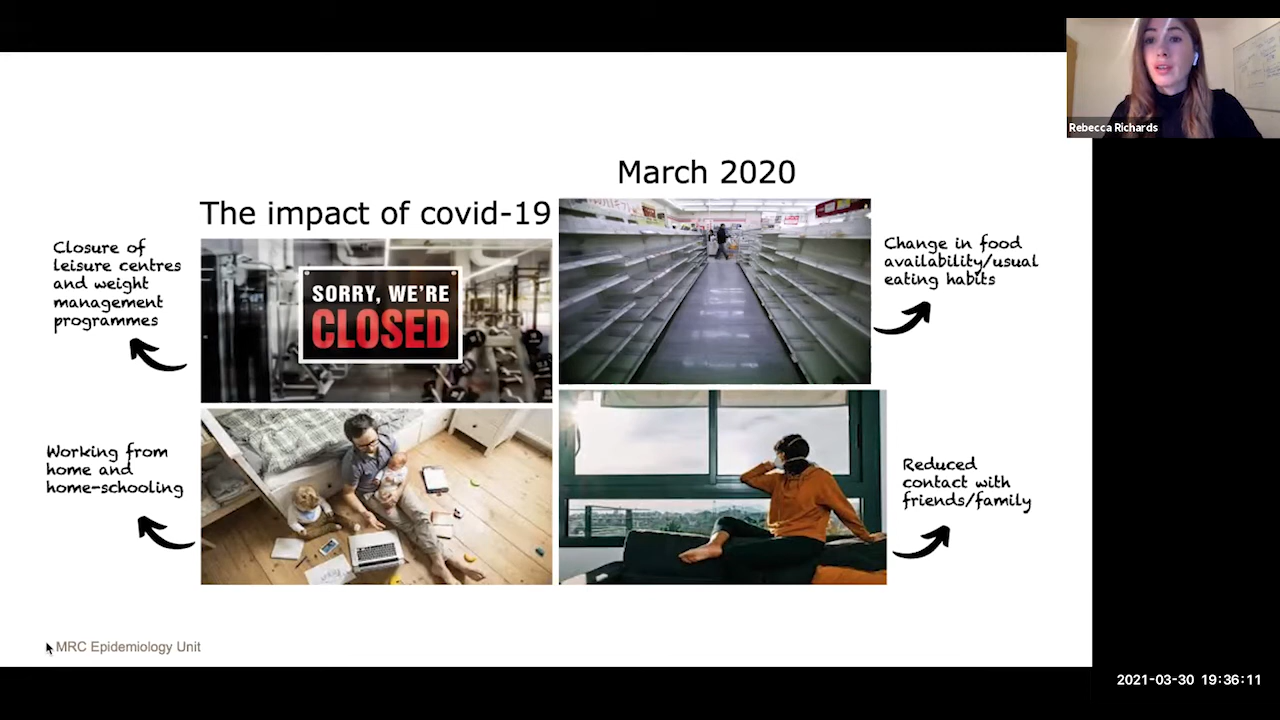 Rebecca Richards
March 2020
The impact of covid-19
Closure of
leisure centres
and weight
management
programmes
SORRY, WE'RE
CLOSED
Change in food
availability/usual
eating habits
Working from
home and
home-schooling
Reduced
contact with
friends/family
MRC Epidemiology Unit
2021-03-30 19:36:11